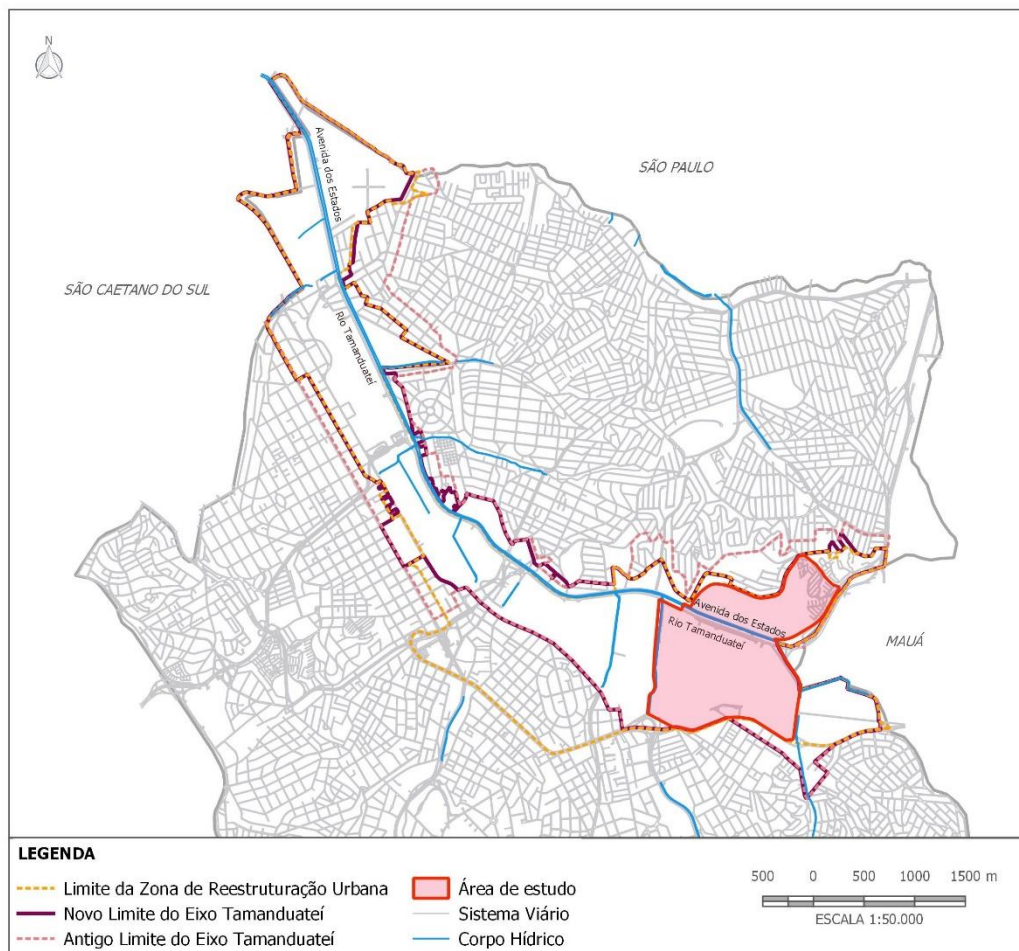 N
SÃO PAULO
Avenida dos Estados
SÃO CAETANO DO SUL
Rio Tamanduateí
Avenida dos Estados
Rio Tamanduateí
MAUÁ
LEGENDA
Limite da Zona de Reestruturação Urbana
Novo Limite do Eixo Tamanduateí
Antigo Limite do Eixo Tamanduateí
Área de estudo
Sistema Viário
Corpo Hídrico
500 0 500 1000 1500 m
ESCALA 1:50.000